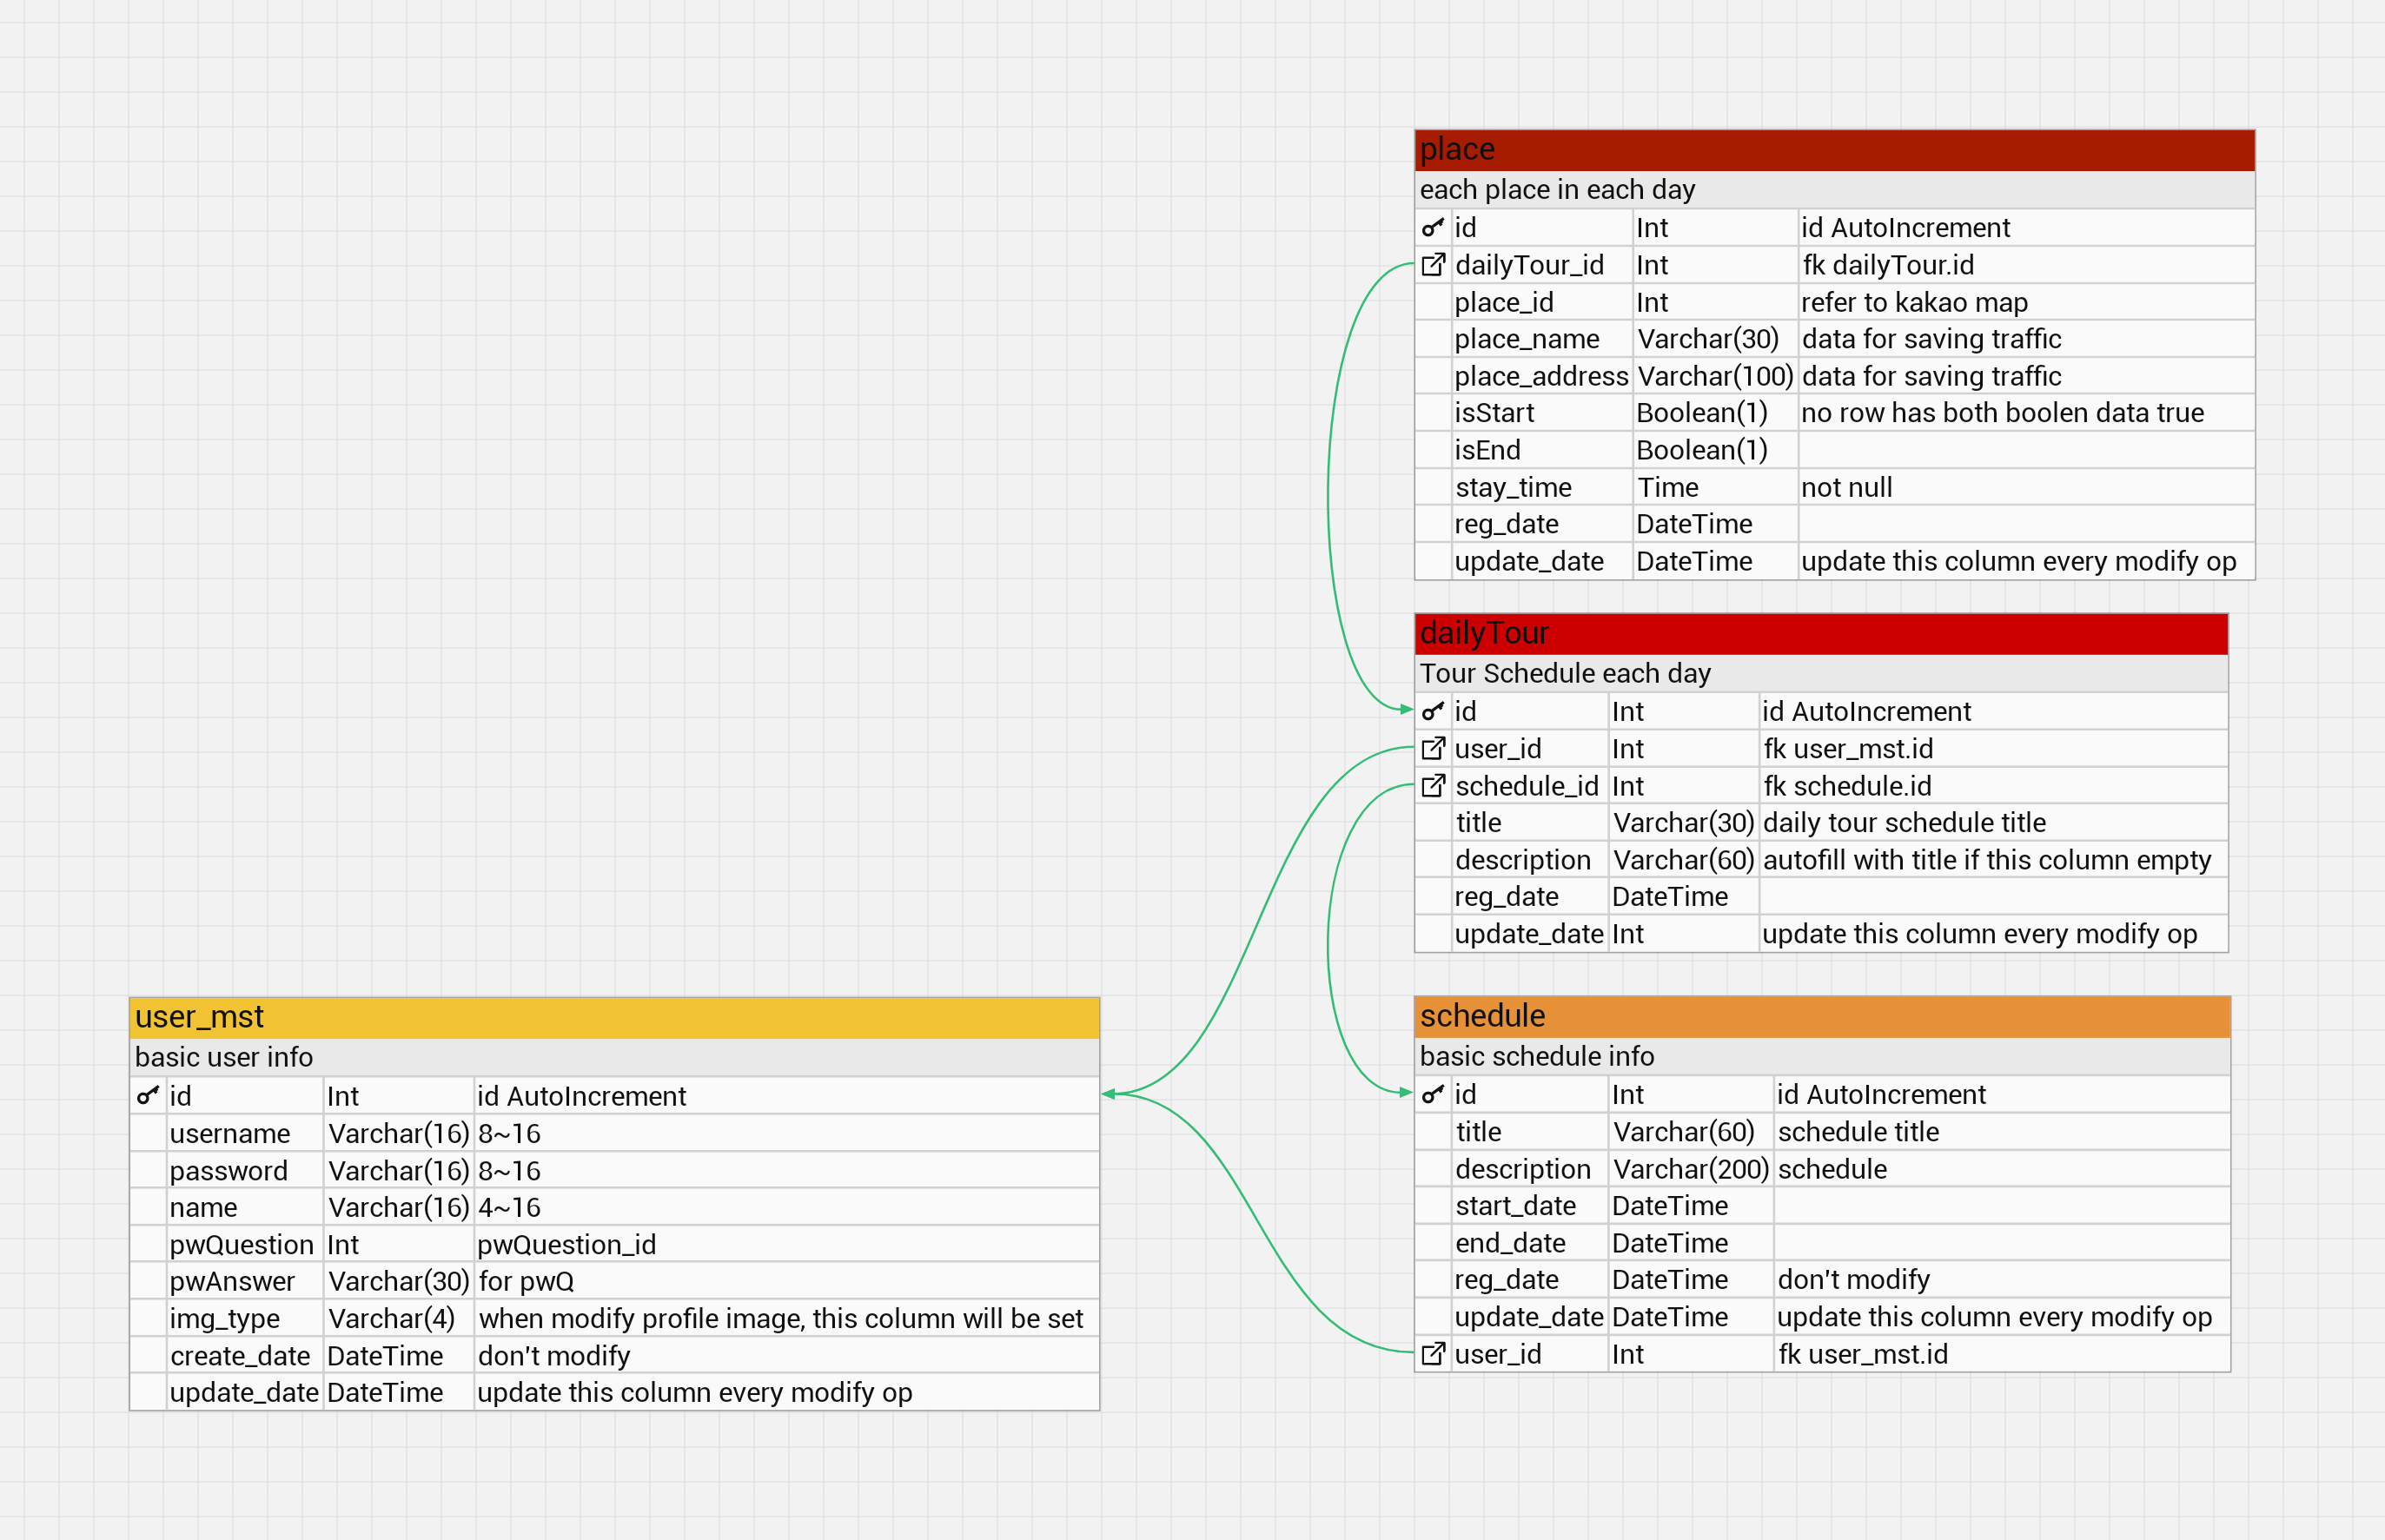 place
each place in each day
id Int id AutoIncrement
dailyTour_id Int fk dailyTour.id
place_id Int refer to kakao map
place_name Varchar(30) data for saving traffic
place_address Varchar(100) data for saving traffic
isStart Boolean(1) no row has both boolen data true
isEnd Boolean(1)
stay_time Time not null
reg_date DateTime
update_date DateTime update this column every modify op
dailyTour
Tour Schedule each day
id Int id AutoIncrement
user_id Int fk user_mst.id
schedule_id Int fk schedule.id
title Varchar(30) daily tour schedule title
description Varchar(60) autofill with title if this column empty
reg_date DateTime
update_date Int update this column every modify op
user_mst
basic user info
id Int id AutoIncrement
username Varchar(16) 8~16
password Varchar(16) 8~16
name Varchar(16) 4~16
pwQuestion Int pwQuestion_id
pwAnswer Varchar(30) for pwQ
img_type Varchar(4) when modify profile image, this column will be set
create_date DateTime don't modify
update_date DateTime update this column every modify op
schedule
basic schedule info
id Int id AutoIncrement
title Varchar(60) schedule title
description Varchar(200) schedule
start_date DateTime
end_date DateTime
reg_date DateTime don't modify
update_date DateTime update this column every modify op
user_id Int fk user_mst.id